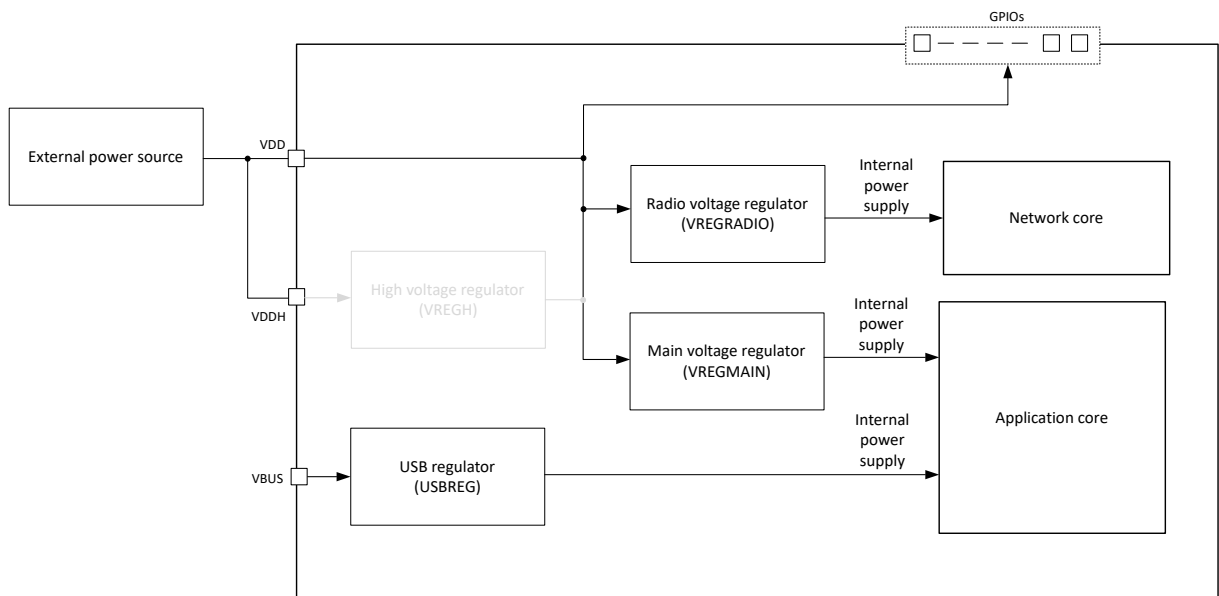 GPIOs
External power source
VDD
Radio voltage regulator
(VREGRADIO)
Internal
power
supply
Network core
High voltage regulator
(VREGH)
VDDH
Main voltage regulator
(VREGMAIN)
Internal
power
supply
Application core
USB regulator
(USBREG)
VBUS
Internal
power
supply